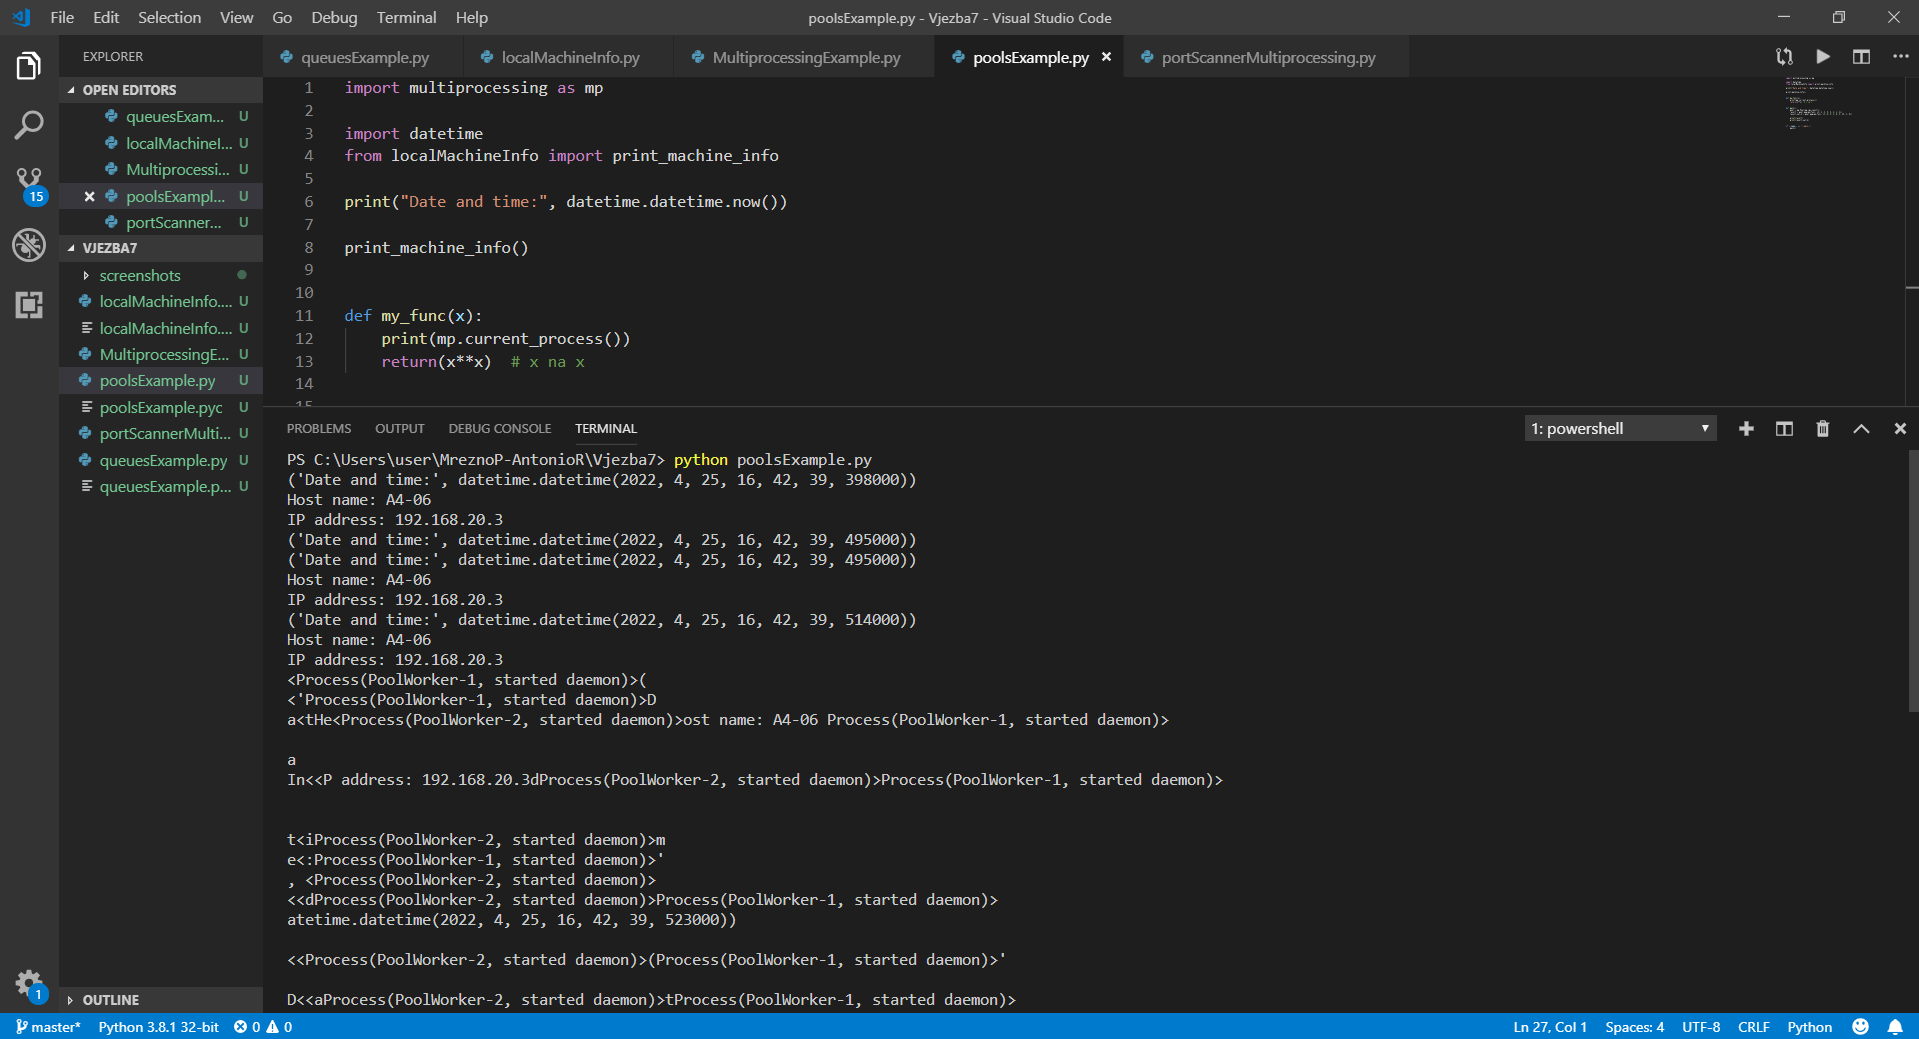 File Edit Selection View Go Debug Terminal Help
poolsExample.py - Vjezba7 - Visual Studio Code
EXPLORER
OPEN EDITORS
queuesExam... U
localMachineI... U
Multiprocessi... U
poolsExampl... U
portScanner... U
VJEZBA7
screenshots
localMachineInfo.... U
localMachineInfo.... U
MultiprocessingE... U
poolsExample.py U
poolsExample.pyc U
portScannerMulti... U
queuesExample.py U
queuesExample.p... U
OUTLINE
15
1
queuesExample.py
localMachineInfo.py
MultiprocessingExample.py
poolsExample.py
portScannerMultiprocessing.py
1 import multiprocessing as mp
2
3 import datetime
4 from localMachineInfo import print_machine_info
5
6 print("Date and time:", datetime.datetime.now())
7
8 print_machine_info()
9
10
11 def my_func(x):
12     print(mp.current_process())
13     return(x**x)  # x na x
14
15
PROBLEMS OUTPUT DEBUG CONSOLE TERMINAL
1: powershell
PS C:\Users\user\MreznoP-AntonioR\Vjezba7> python poolsExample.py
('Date and time:', datetime.datetime(2022, 4, 25, 16, 42, 39, 398000))
Host name: A4-06
IP address: 192.168.20.3
('Date and time:', datetime.datetime(2022, 4, 25, 16, 42, 39, 495000))
('Date and time:', datetime.datetime(2022, 4, 25, 16, 42, 39, 495000))
Host name: A4-06
IP address: 192.168.20.3
('Date and time:', datetime.datetime(2022, 4, 25, 16, 42, 39, 514000))
Host name: A4-06
IP address: 192.168.20.3
<Process(PoolWorker-1, started daemon)>(
<'Process(PoolWorker-1, started daemon)>D
a<tHe<Process(PoolWorker-2, started daemon)>ost name: A4-06 Process(PoolWorker-1, started daemon)>
a
In<<P address: 192.168.20.3dProcess(PoolWorker-2, started daemon)>Process(PoolWorker-1, started daemon)>
t<iProcess(PoolWorker-2, started daemon)>m
e<:Process(PoolWorker-1, started daemon)>'
, <Process(PoolWorker-2, started daemon)>
<<dProcess(PoolWorker-2, started daemon)>Process(PoolWorker-1, started daemon)>
atetime.datetime(2022, 4, 25, 16, 42, 39, 523000))
<<Process(PoolWorker-2, started daemon)>(Process(PoolWorker-1, started daemon)>'
D<<aProcess(PoolWorker-2, started daemon)>tProcess(PoolWorker-1, started daemon)>
master* Python 3.8.1 32-bit 0 0
Ln 27, Col 1 Spaces: 4 UTF-8 CRLF Python